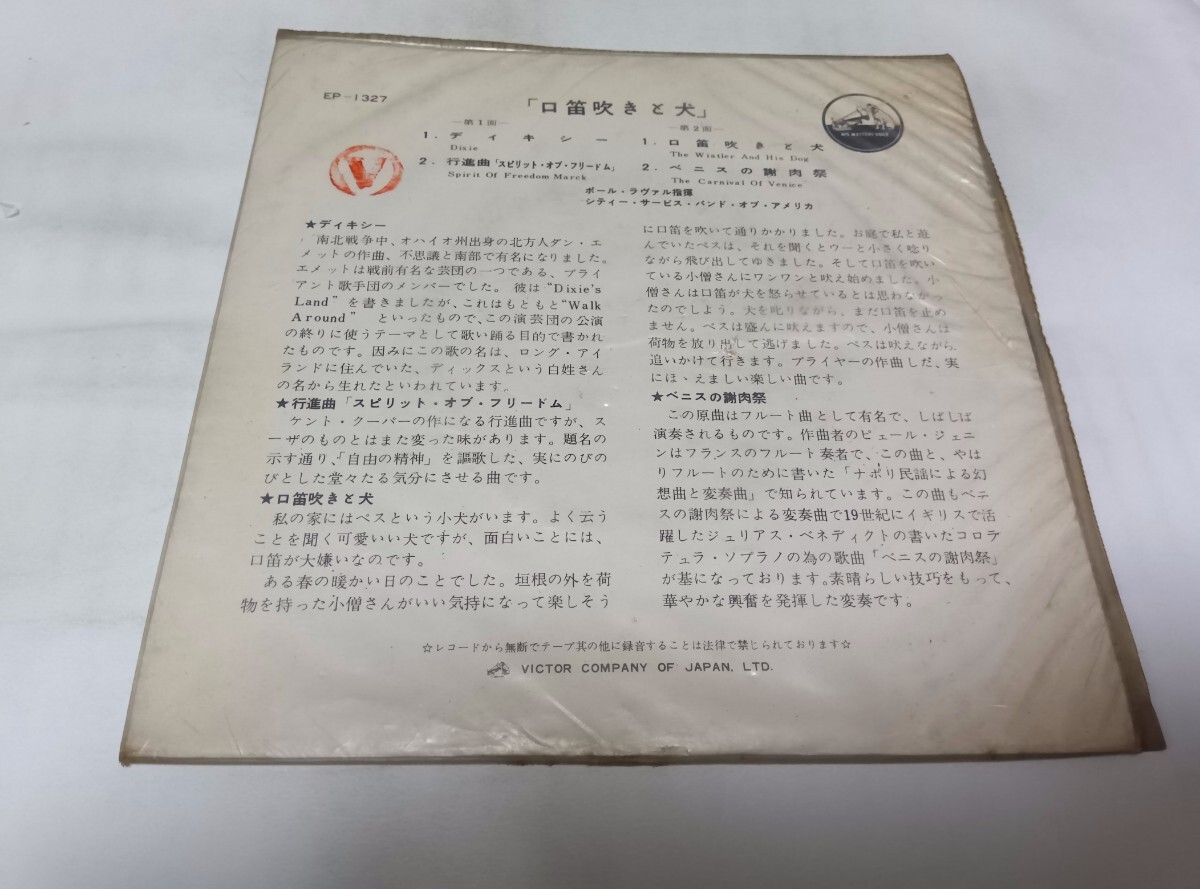 EP-1327
「口笛吹きと犬」
―第1面―
1. ディキシー
Dixie
2. 行進曲「スピリット・オブ・フリードム」
Spirit Of Freedom Marck
―第2面―
1. 口笛吹きと犬
The Wistler And His Dog
2. ベニスの謝肉祭
The Carnival Of Venice
ポール・ラヴァル指揮
シティー・サービス・バンド・オブ・アメリカ
HIS MASTER'S VOICE
V
★ディキシー
南北戦争中、オハイオ州出身の北方人ダン・エ
メットの作曲、不思議と南部で有名になりました。
エメットは戦前有名な芸団の一つである、ブライ
アント歌手団のメンバーでした。彼は“Dixie's
Land”を書きましたが、これはもともと“Walk
Around” といったもので、この演芸団の公演
の終りに使うテーマとして歌い踊る目的で書かれ
たものです。因みにこの歌の名は、ロング・アイ
ランドに住んでいた、ディックスという白姓さん
の名から生れたといわれています。
★行進曲「スピリット・オブ・フリードム」
ケント・クーパーの作になる行進曲ですが、ス
ーザのものとはまた変った味があります。題名の
示す通り、「自由の精神」を謳歌した、実にのびの
びとした堂々たる気分にさせる曲です。
★口笛吹きと犬
私の家にはペスという小犬がいます。よく云う
ことを聞く可愛いい犬ですが、面白いことには、
口笛が大嫌いなのです。
ある春の暖かい日のことでした。垣根の外を荷
物を持った小僧さんがいい気持になって楽しそう
に口笛を吹いて通りかかりました。お庭で私と遊
んでいたペスは、それを聞くとウーと小さく唸り
ながら飛び出してゆきました。そして口笛を吹い
ている小僧さんにワンワンと吠え始めました。小
僧さんは口笛が犬を怒らせているとは思わなかっ
たのでしよう。犬を叱りながら、まだ口笛を止め
ません。ペスは盛んに吠えますので、小僧さんは
荷物を放り出して逃げました。ペスは吠えながら
追いかけて行きます。プライヤーの作曲しだ、実
にほゝえましい楽しい曲です。
★ベニスの謝肉祭
この原曲はフルート曲として有名で、しばしば
演奏されるものです。作曲者のピェール・ジェニ
ンはフランスのフルート奏者で、この曲と、やは
りフルートのために書いた「ナポリ民謡による幻
想曲と変奏曲」で知られています。この曲もベニ
スの謝肉祭による変奏曲で19世紀にイギリスで活
躍したジュリアス・ベネディクトの書いたコロラ
テュラ・ソプラノの為の歌曲「ベニスの謝肉祭」
が基になっております。素晴らしい技巧をもって、
華やかな興奮を発揮した変奏です。
☆レコードから無断でテープ其の他に録音することは法律で禁じられております☆
VICTOR COMPANY OF JAPAN, LTD.